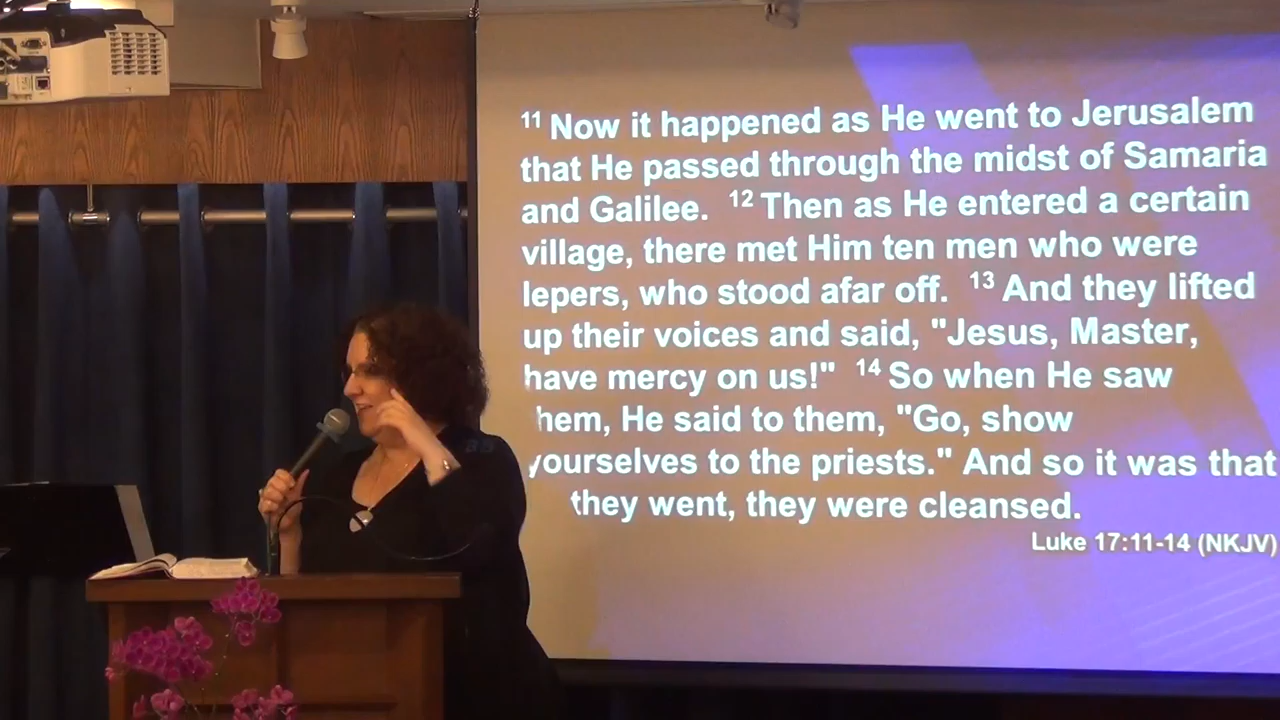 11 Now it happened as He went to Jerusalem
that He passed through the midst of Samaria
and Galilee. 12 Then as He entered a certain
village, there met Him ten men who were
lepers, who stood afar off. 13 And they lifted
up their voices and said, "Jesus, Master,
have mercy on us!" 14 So when He saw
hem, He said to them, "Go, show
yourselves to the priests." And so it was that
they went, they were cleansed.
Luke 17:11-14 (NKJV)